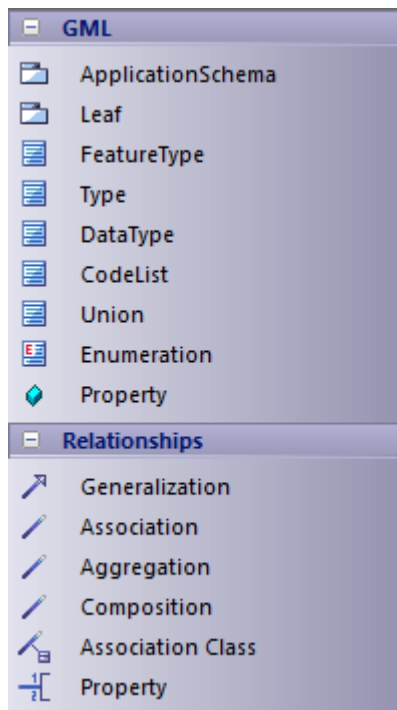 GML
ApplicationSchema
Leaf
FeatureType
Type
DataType
CodeList
Union
Enumeration
Property
Relationships
Generalization
Association
Aggregation
Composition
Association Class
Property